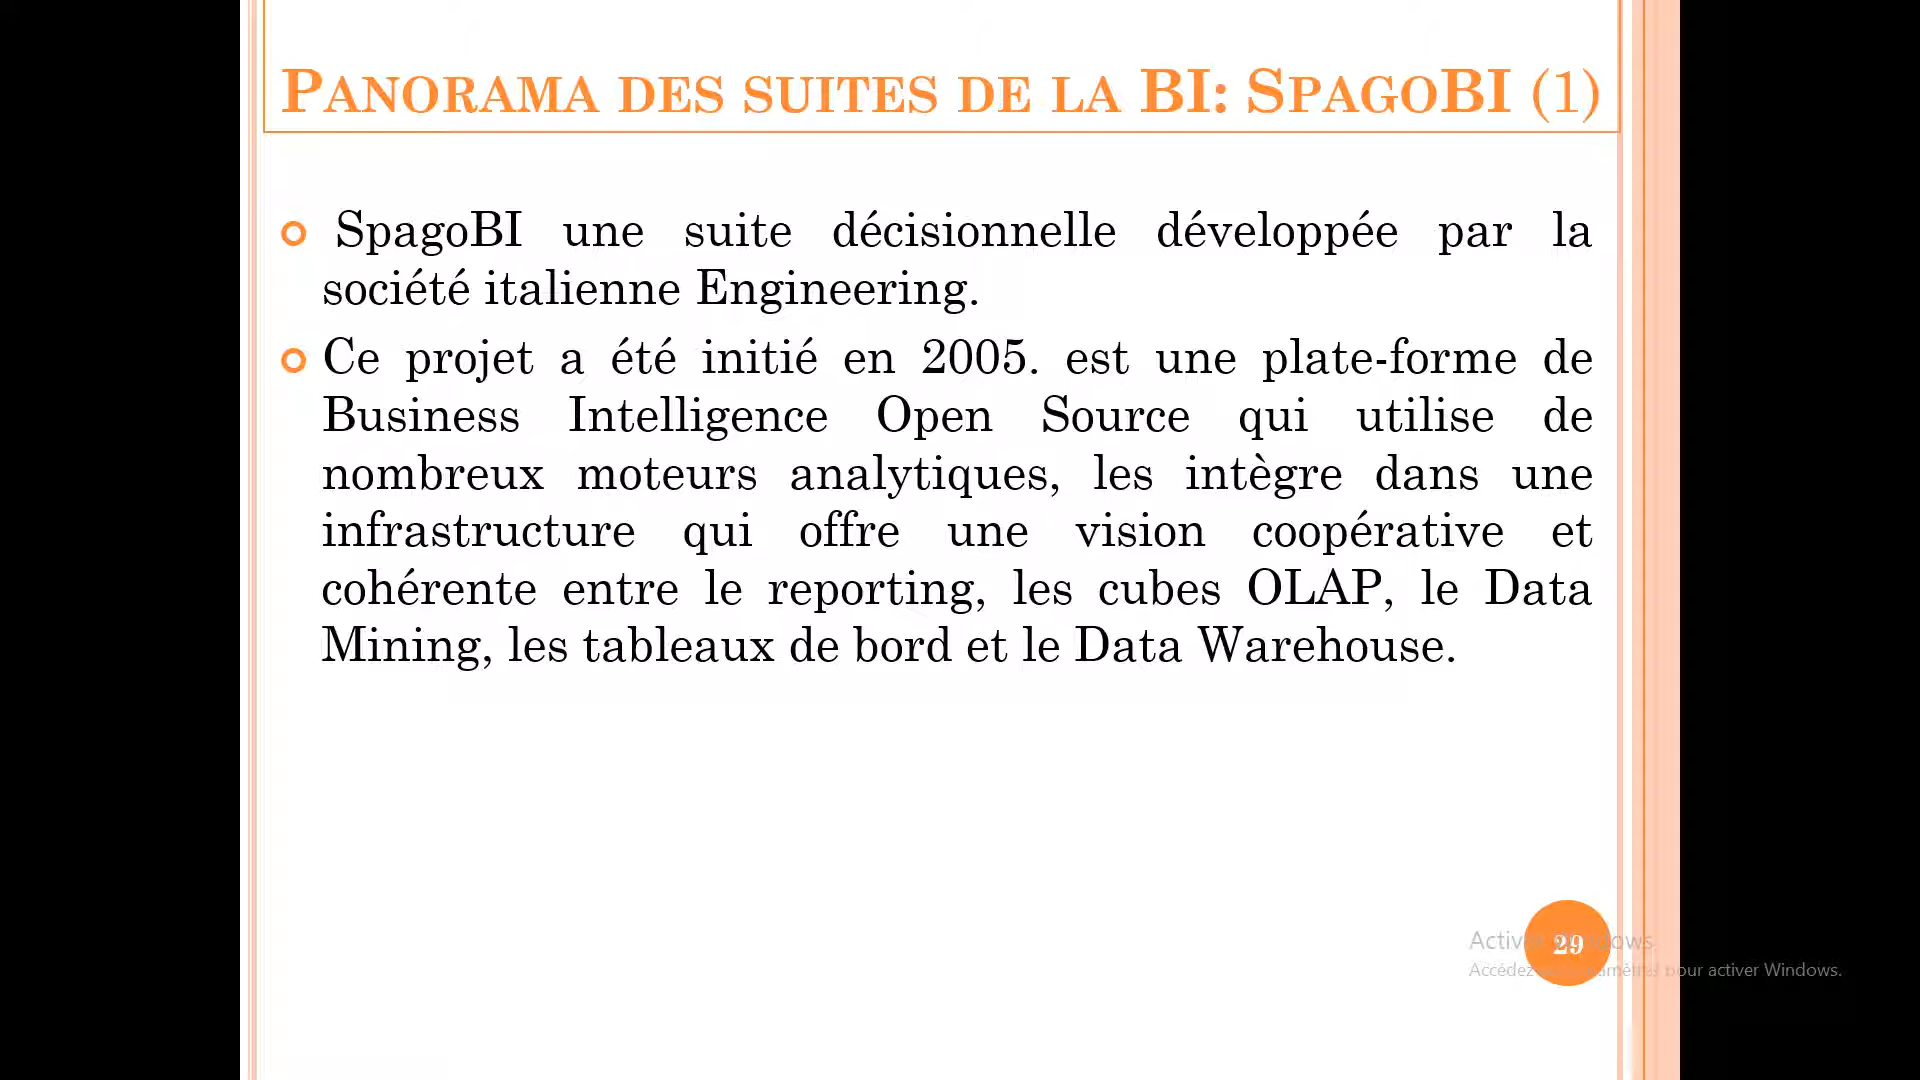 PANORAMA DES SUITES DE LA BI: SPAGOBI (1)
SpagoBI une suite décisionnelle développée par la
société italienne Engineering.
Ce projet a été initié en 2005. est une plate-forme de
Business Intelligence Open Source qui utilise de
nombreux moteurs analytiques, les intègre dans une
infrastructure qui offre une vision coopérative et
cohérente entre le reporting, les cubes OLAP, le Data
Mining, les tableaux de bord et le Data Warehouse.
29
pour activer Windows.